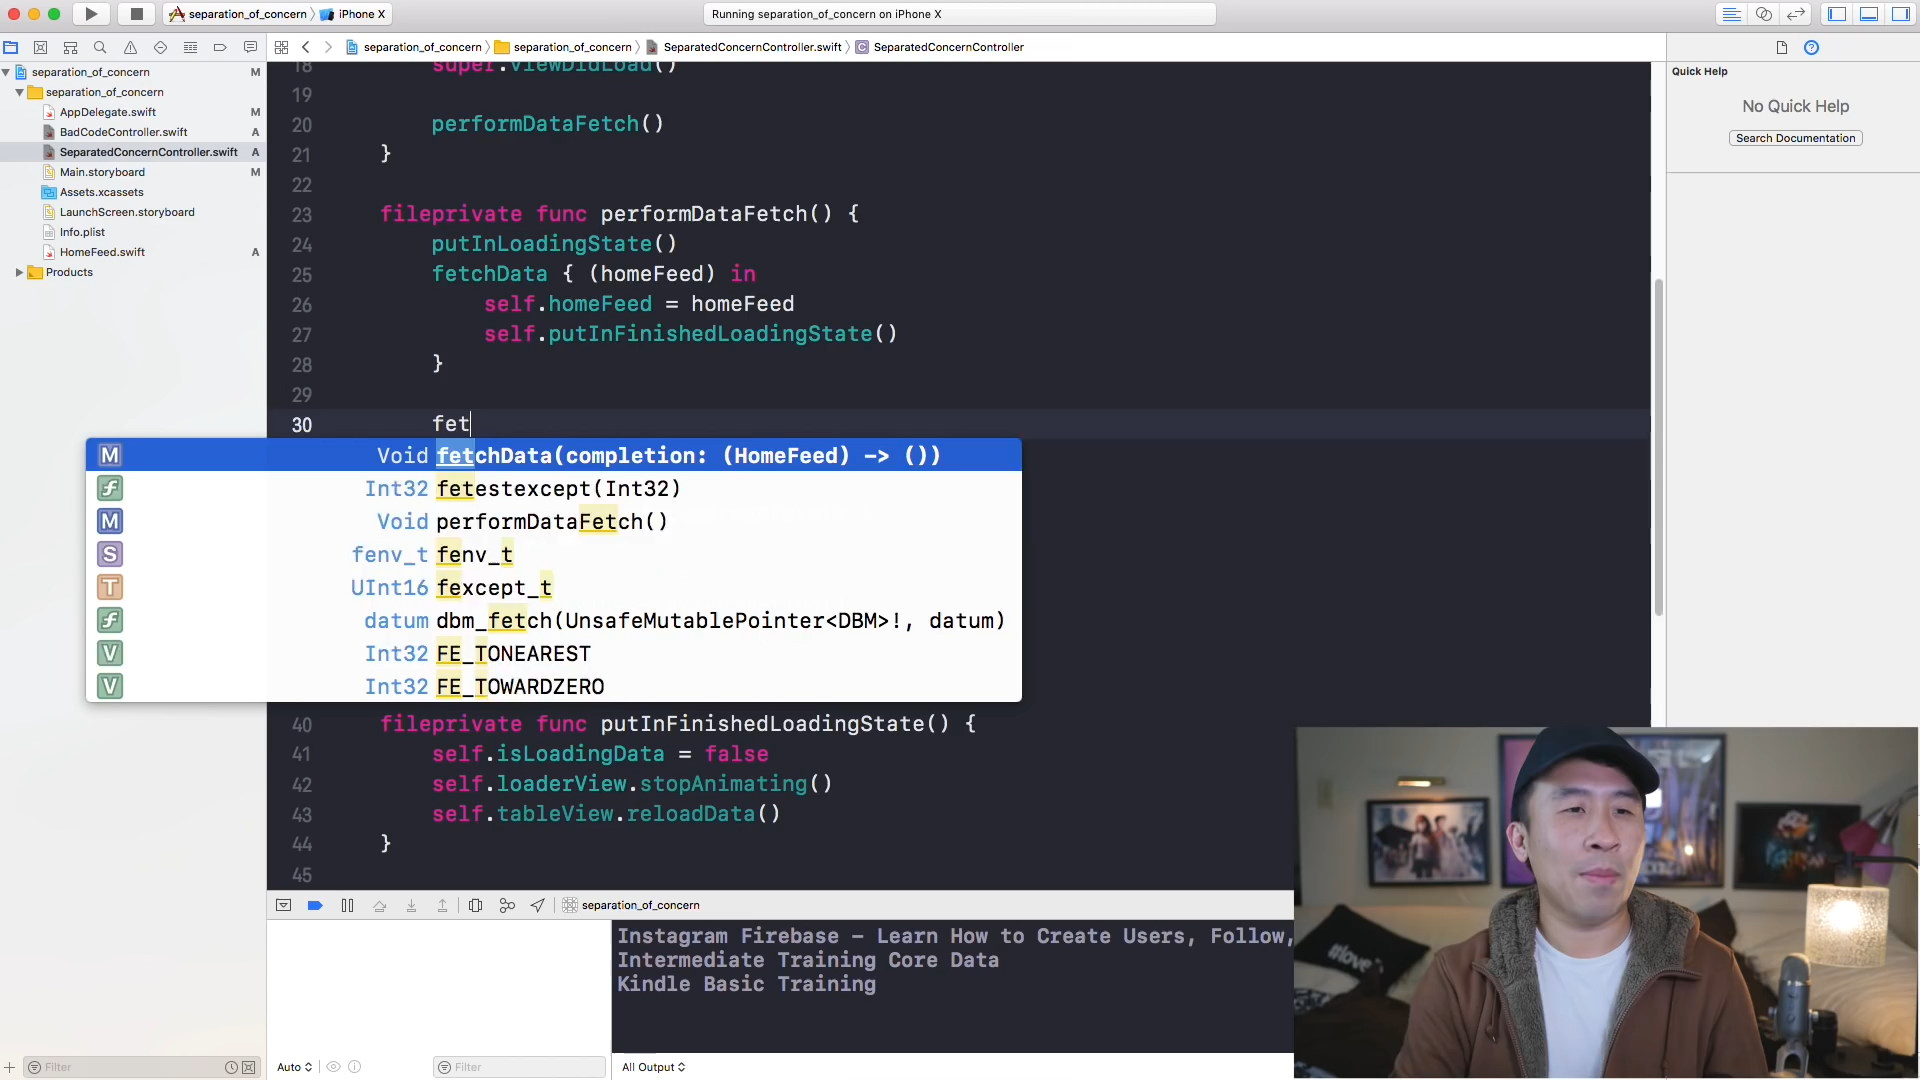 separation_of_concern
iPhone X
Running separation_of_concern on iPhone X
separation_of_concern
separation_of_concern
SeparatedConcernController.swift
SeparatedConcernController
separation_of_concern M
separation_of_concern
AppDelegate.swift M
BadCodeController.swift A
SeparatedConcernController.swift A
Main.storyboard M
Assets.xcassets
LaunchScreen.storyboard
Info.plist
HomeFeed.swift A
Products
Quick Help
No Quick Help
Search Documentation
18 super.viewDidLoad()
19
20 performDataFetch()
21 }
22
23 fileprivate func performDataFetch() {
24 putInLoadingState()
25 fetchData { (homeFeed) in
26 self.homeFeed = homeFeed
27 self.putInFinishedLoadingState()
28 }
29
30 fet
M Void fetchData(completion: (HomeFeed) -> ())
f Int32 fetestexcept(Int32)
M Void performDataFetch()
S fenv_t fenv_t
T UInt16 fexcept_t
f datum dbm_fetch(UnsafeMutablePointer<DBM>!, datum)
V Int32 FE_TONEAREST
V Int32 FE_TOWARDZERO
40 fileprivate func putInFinishedLoadingState() {
41 self.isLoadingData = false
42 self.loaderView.stopAnimating()
43 self.tableView.reloadData()
44 }
45
separation_of_concern
Instagram Firebase – Learn How to Create Users, Follow,
Intermediate Training Core Data
Kindle Basic Training
#love
Filter
Auto
Filter
All Output